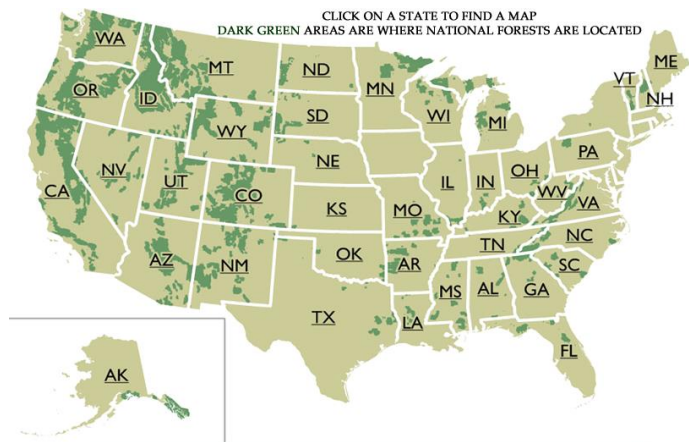 CLICK ON A STATE TO FIND A MAP
DARK GREEN AREAS ARE WHERE NATIONAL FORESTS ARE LOCATED
WA
MT
ND
MN
ME
VT
NH
OR
ID
SD
WI
MI
WY
NE
PA
NV
UT
CO
IL
IN
OH
WV
CA
KS
MO
KY
VA
AZ
NM
OK
AR
TN
NC
SC
MS
AL
GA
TX
LA
FL
AK